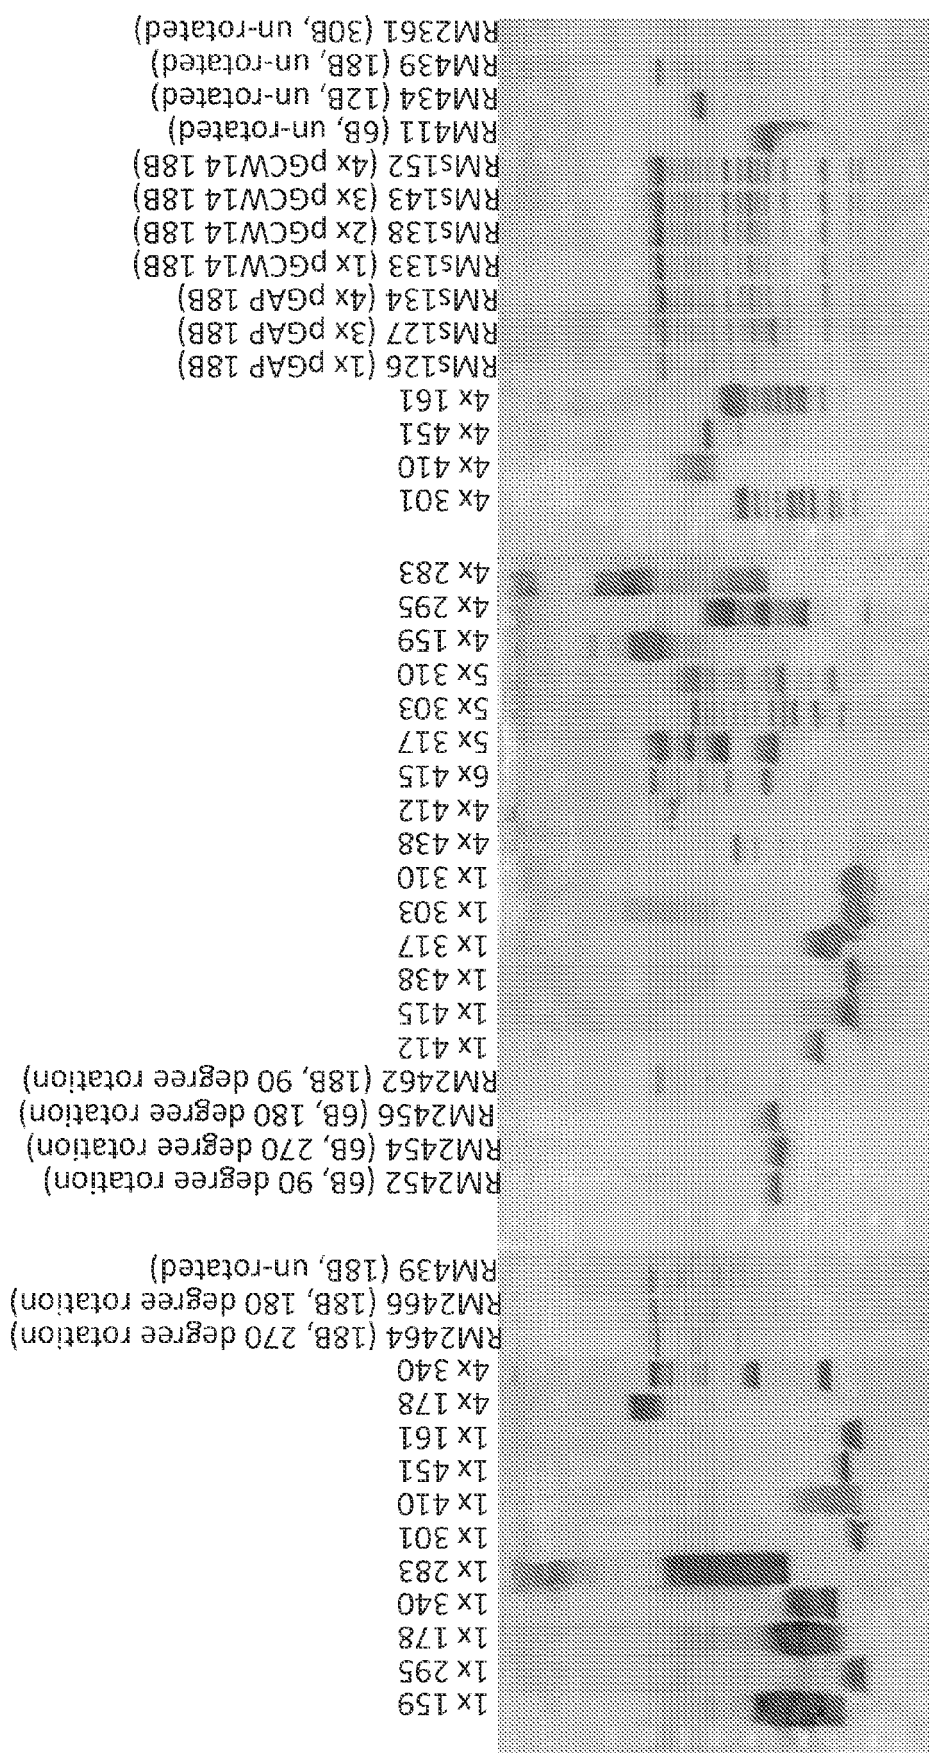 1x 159
1x 295
1x 178
1x 340
1x 283
1x 301
1x 410
1x 451
1x 161
4x 178
4x 340
RM2464 (18B, 270 degree rotation)
RM2466 (18B, 180 degree rotation)
RM439 (18B, un-rotated)
RM2452 (6B, 90 degree rotation)
RM2454 (6B, 270 degree rotation)
RM2456 (6B, 180 degree rotation)
RM2462 (18B, 90 degree rotation)
1x 412
1x 415
1x 438
1x 317
1x 303
1x 310
4x 438
4x 412
6x 415
5x 317
5x 303
5x 310
4x 159
4x 295
4x 283
4x 301
4x 410
4x 451
4x 161
RMs126 (1x pGAP 18B)
RMs127 (3x pGAP 18B)
RMs134 (4x pGAP 18B)
RMs133 (1x pGCW14 18B)
RMs138 (2x pGCW14 18B)
RMs143 (3x pGCW14 18B)
RMs152 (4x pGCW14 18B)
RM411 (6B, un-rotated)
RM434 (12B, un-rotated)
RM439 (18B, un-rotated)
RM2361 (30B, un-rotated)